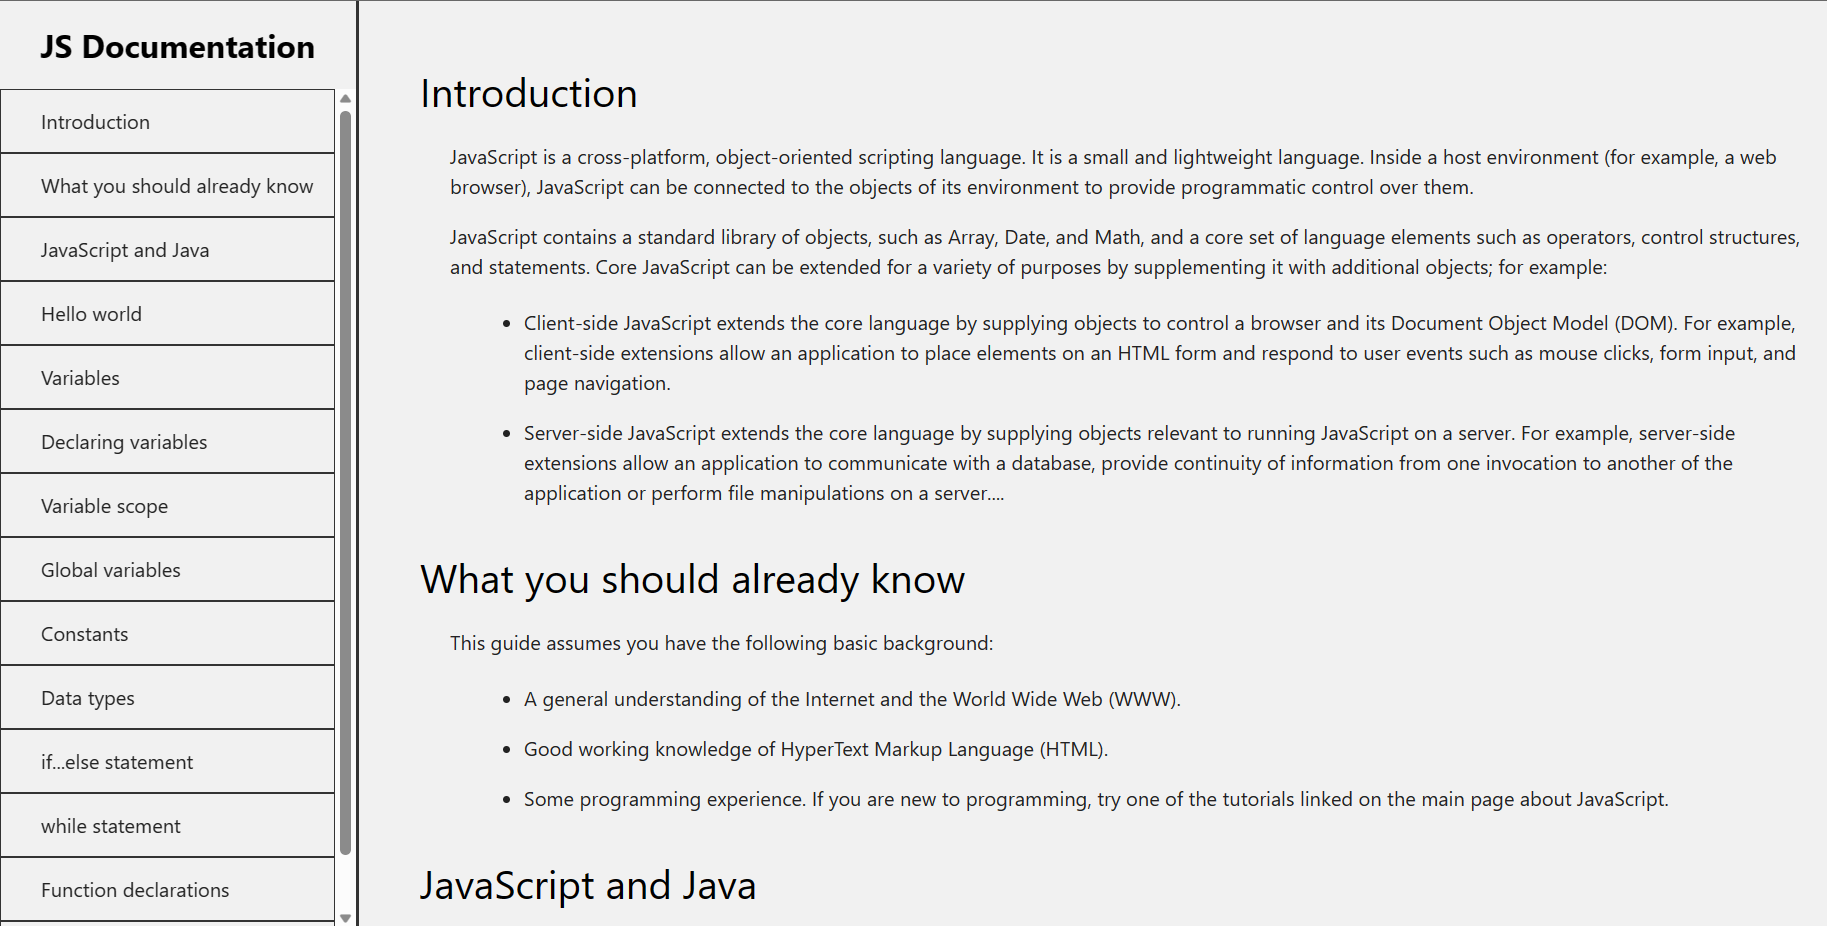 JS Documentation
Introduction
What you should already know
JavaScript and Java
Hello world
Variables
Declaring variables
Variable scope
Global variables
Constants
Data types
if...else statement
while statement
Function declarations
Introduction
JavaScript is a cross-platform, object-oriented scripting language. It is a small and lightweight language. Inside a host environment (for example, a web
browser), JavaScript can be connected to the objects of its environment to provide programmatic control over them.
JavaScript contains a standard library of objects, such as Array, Date, and Math, and a core set of language elements such as operators, control structures,
and statements. Core JavaScript can be extended for a variety of purposes by supplementing it with additional objects; for example:
• Client-side JavaScript extends the core language by supplying objects to control a browser and its Document Object Model (DOM). For example,
client-side extensions allow an application to place elements on an HTML form and respond to user events such as mouse clicks, form input, and
page navigation.
• Server-side JavaScript extends the core language by supplying objects relevant to running JavaScript on a server. For example, server-side
extensions allow an application to communicate with a database, provide continuity of information from one invocation to another of the
application or perform file manipulations on a server....
What you should already know
This guide assumes you have the following basic background:
• A general understanding of the Internet and the World Wide Web (WWW).
• Good working knowledge of HyperText Markup Language (HTML).
• Some programming experience. If you are new to programming, try one of the tutorials linked on the main page about JavaScript.
JavaScript and Java